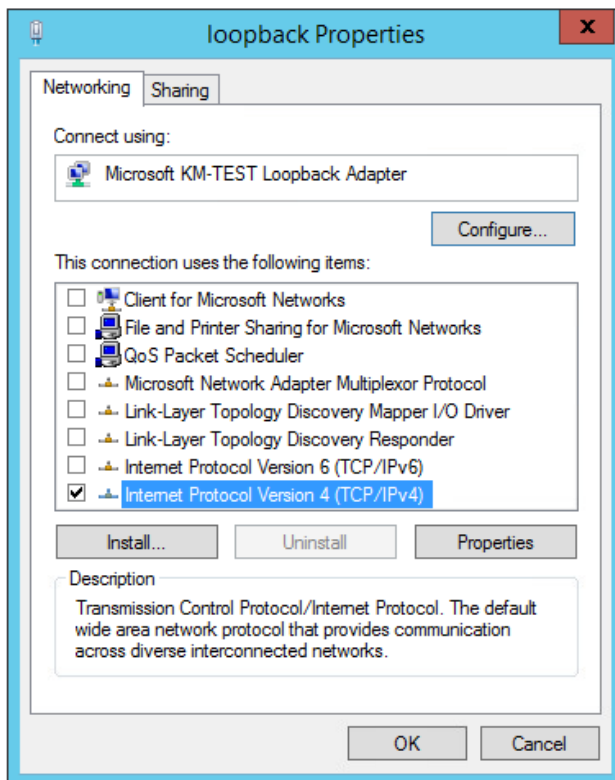 loopback Properties
x
Networking
Sharing
Connect using:
Microsoft KM-TEST Loopback Adapter
Configure...
This connection uses the following items:
Client for Microsoft Networks
File and Printer Sharing for Microsoft Networks
QoS Packet Scheduler
Microsoft Network Adapter Multiplexor Protocol
Link-Layer Topology Discovery Mapper I/O Driver
Link-Layer Topology Discovery Responder
Internet Protocol Version 6 (TCP/IPv6)
Internet Protocol Version 4 (TCP/IPv4)
Install...
Uninstall
Properties
Description
Transmission Control Protocol/Internet Protocol. The default
wide area network protocol that provides communication
across diverse interconnected networks.
OK
Cancel